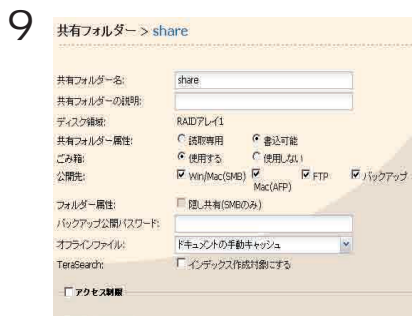 9
共有フォルダー > share
共有フォルダー名: share
共有フォルダーの説明:
ディスク領域: RAIDアレイ1
共有フォルダー属性: 読取専用 書込可能
ごみ箱: 使用する 使用しない
公開先: Win/Mac(SMB) Mac(AFP) FTP バックアップ
フォルダー属性: 隠し共有(SMBのみ)
バックアップ公開パスワード:
オフラインファイル: ドキュメントの手動キャッシュ
TeraSearch: インデックス作成対象にする
アクセス制限